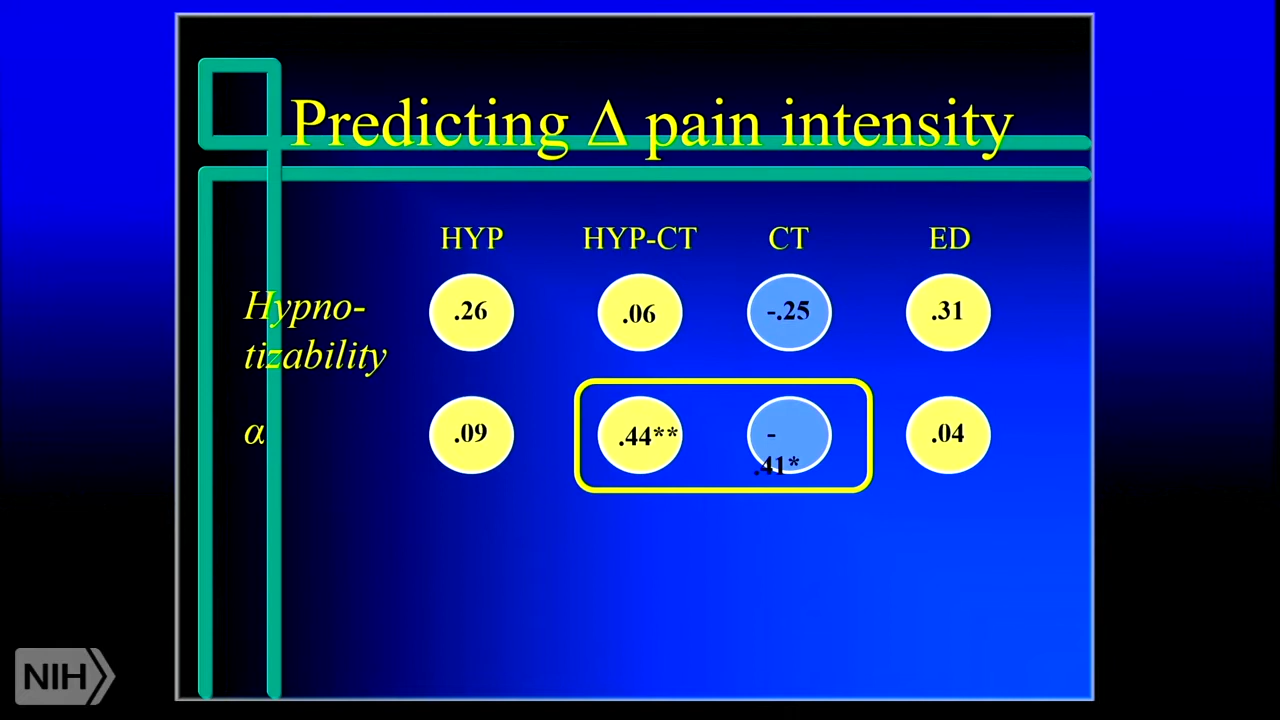 Predicting Δ pain intensity
HYP HYP-CT CT ED
Hypno-
tizability
.26 .06 -.25 .31
α .09 .44** - .04
.41*
NIH